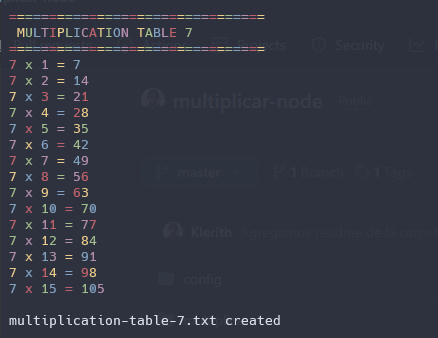 ==================================
MULTIPLICATION TABLE 7
==================================
7 x 1 = 7
7 x 2 = 14
7 x 3 = 21
7 x 4 = 28
7 x 5 = 35
7 x 6 = 42
7 x 7 = 49
7 x 8 = 56
7 x 9 = 63
7 x 10 = 70
7 x 11 = 77
7 x 12 = 84
7 x 13 = 91
7 x 14 = 98
7 x 15 = 105
multiplication-table-7.txt created
Projects Security
multiplicar-node Public
master 1 Branch 1 Tags
Klerith
config